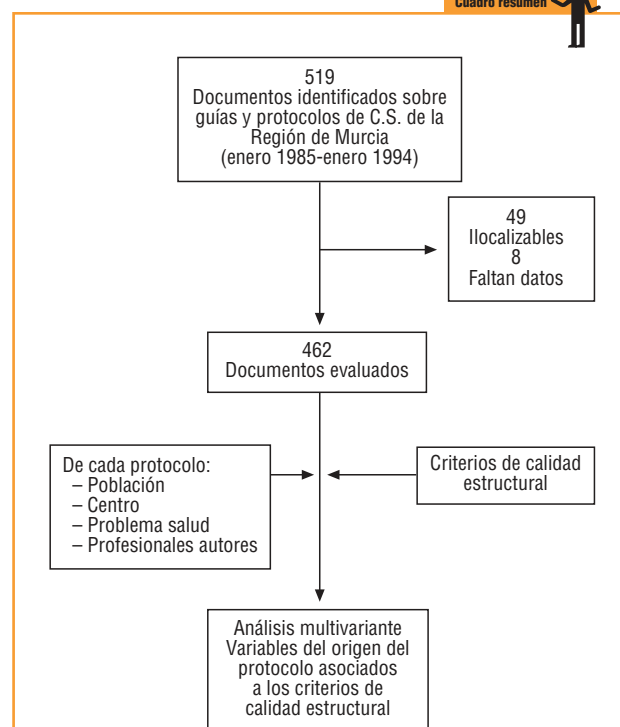 Cuadro resumen
519
Documentos identificados sobre
guías y protocolos de C.S. de la
Región de Murcia
(enero 1985-enero 1994)
49
Ilocalizables
8
Faltan datos
462
Documentos evaluados
De cada protocolo:
– Población
– Centro
– Problema salud
– Profesionales autores
Criterios de calidad
estructural
Análisis multivariante
Variables del origen del
protocolo asociados
a los criterios de
calidad estructural